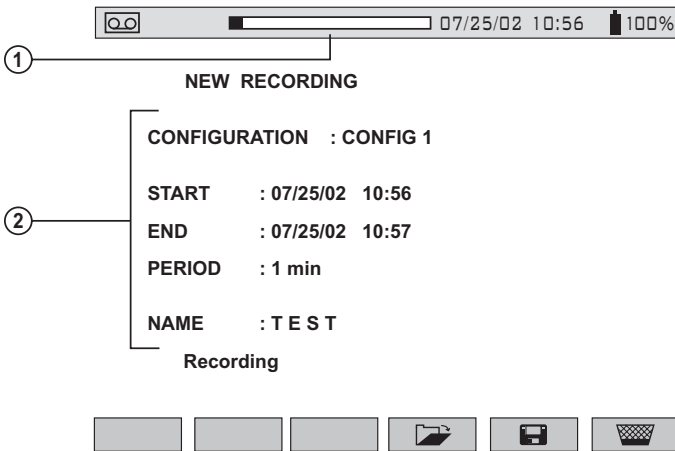 07/25/02 10:56 100%
1
NEW RECORDING
CONFIGURATION : CONFIG 1
START : 07/25/02 10:56
2
END : 07/25/02 10:57
PERIOD : 1 min
NAME : T E S T
Recording